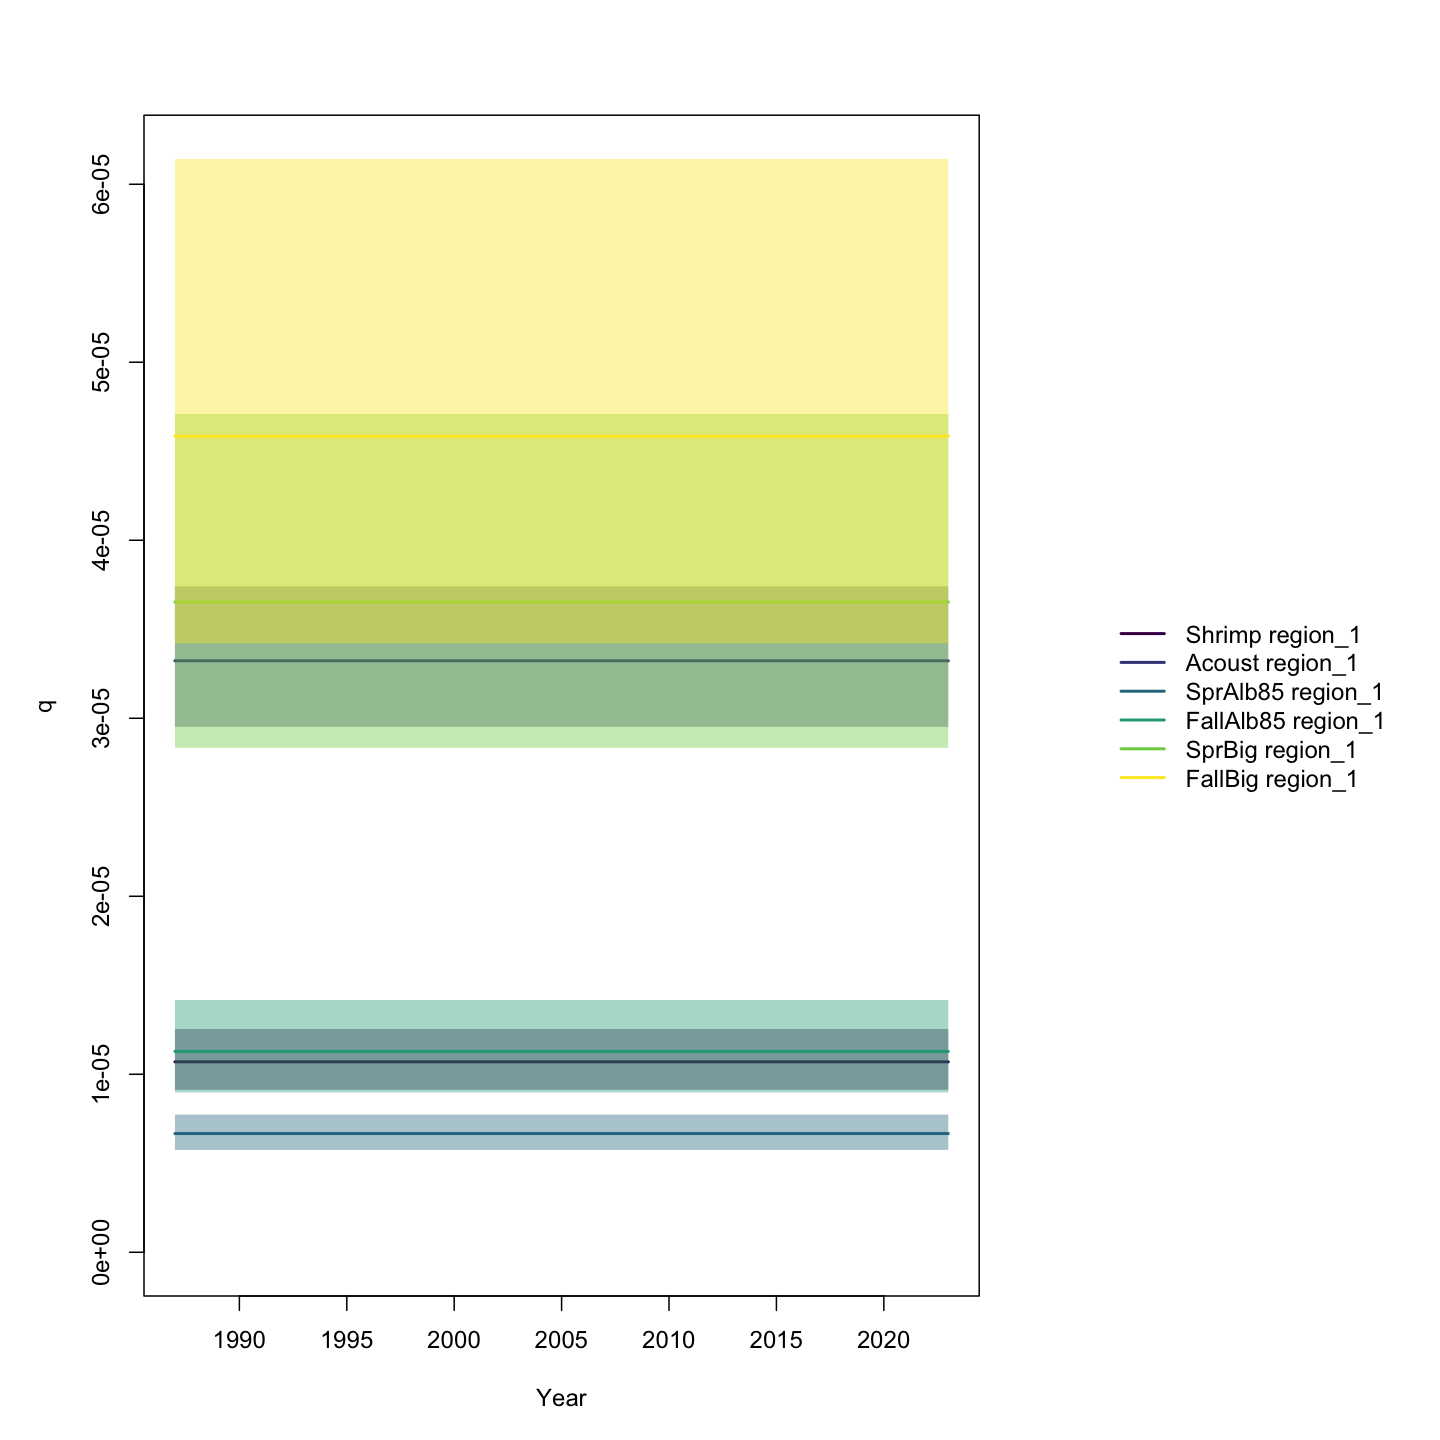 6e-05
5e-05
4e-05
3e-05
2e-05
1e-05
0e+00
q
1990 1995 2000 2005 2010 2015 2020
Year
Shrimp region_1
Acoust region_1
SprAlb85 region_1
FallAlb85 region_1
SprBig region_1
FallBig region_1